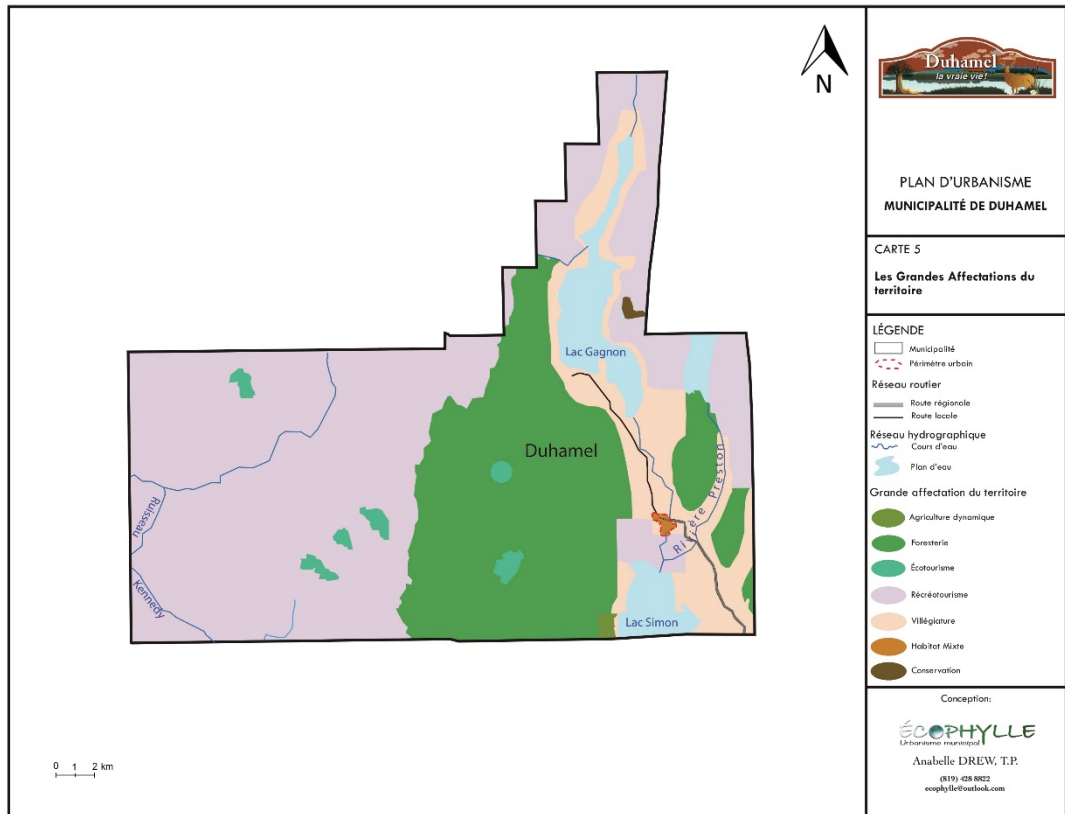 N
Lac Gagnon
Duhamel
Rivière Preston
Ruisseau
Kennedy
Lac Simon
0 1 2 km
Duhamel
la vraie vie!
PLAN D'URBANISME
MUNICIPALITÉ DE DUHAMEL
CARTE 5
Les Grandes Affectations du
territoire
LÉGENDE
Municipalité
Périmètre urbain
Réseau routier
Route régionale
Route locale
Réseau hydrographique
Cours d'eau
Plan d'eau
Grande affectation du territoire
Agriculture dynamique
Foresterie
Écotourisme
Récréotourisme
Villégiature
Habitat Mixte
Conservation
Conception:
ÉCOPHYLLE
Urbanisme municipal
Anabelle DREW, T.P.
(819) 428 8822
ecophylle@outlook.com